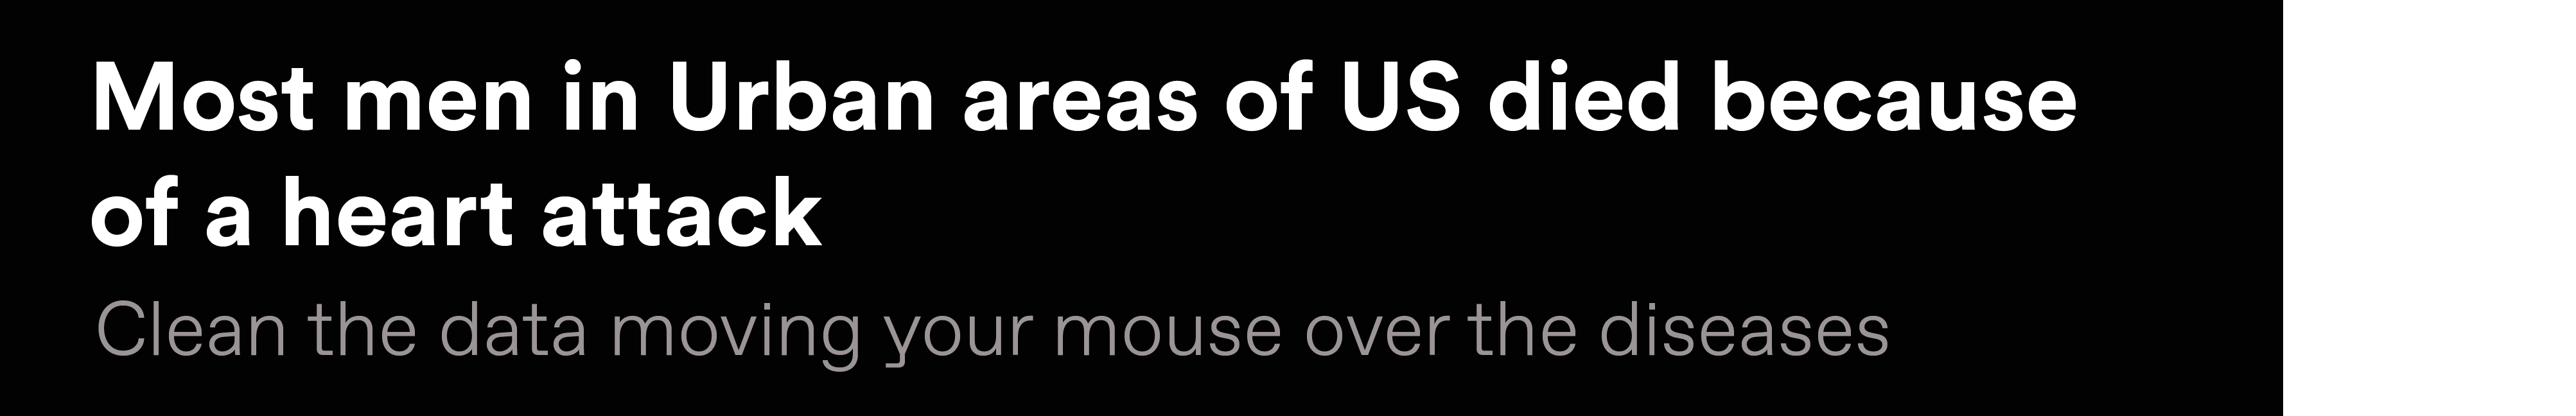 Most men in Urban areas of US died because
of a heart attack
Clean the data moving your mouse over the diseases